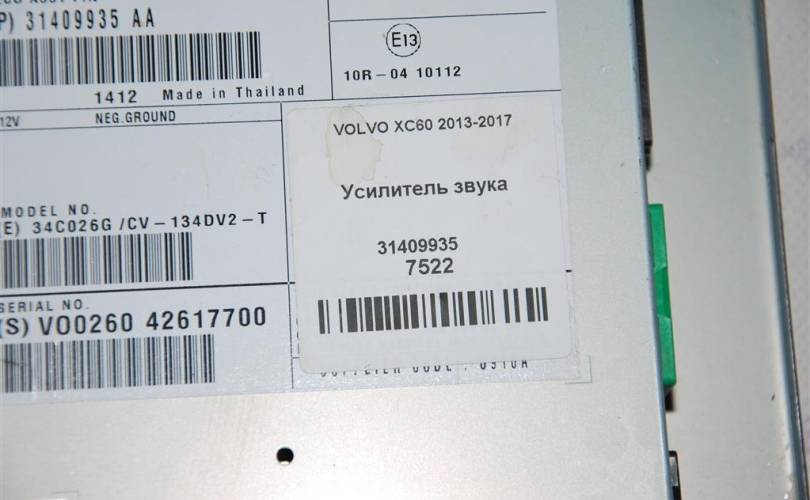 P) 31409935 AA
E13
10R-04 10112
1412 Made in Thailand
12V NEG.GROUND
VOLVO XC60 2013-2017
Усилитель звука
MODEL NO.
(E) 34C026G /CV-134DV2-T
31409935
7522
SERIAL NO.
(S) VO0260 42617700